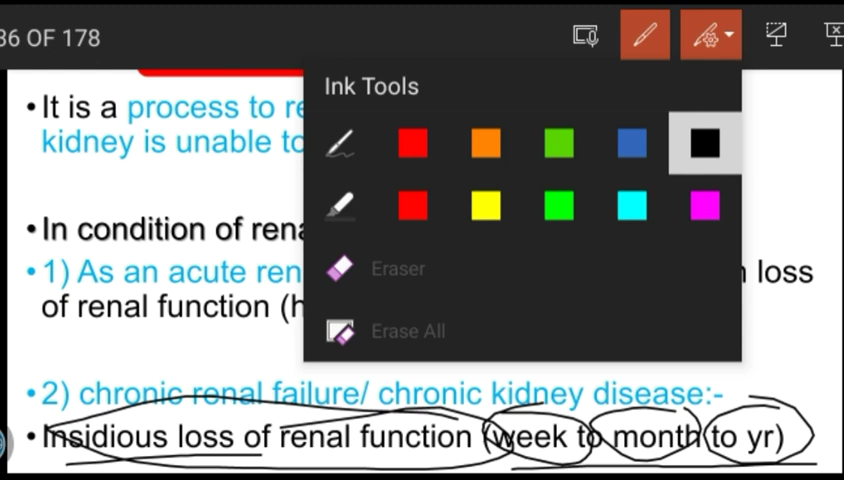 36 OF 178
Ink Tools
Eraser
Erase All
• It is a process to re
kidney is unable to
• In condition of rena
• 1) As an acute ren loss
of renal function (h
• 2) chronic renal failure/ chronic kidney disease:-
• Insidious loss of renal function (week to month to yr)